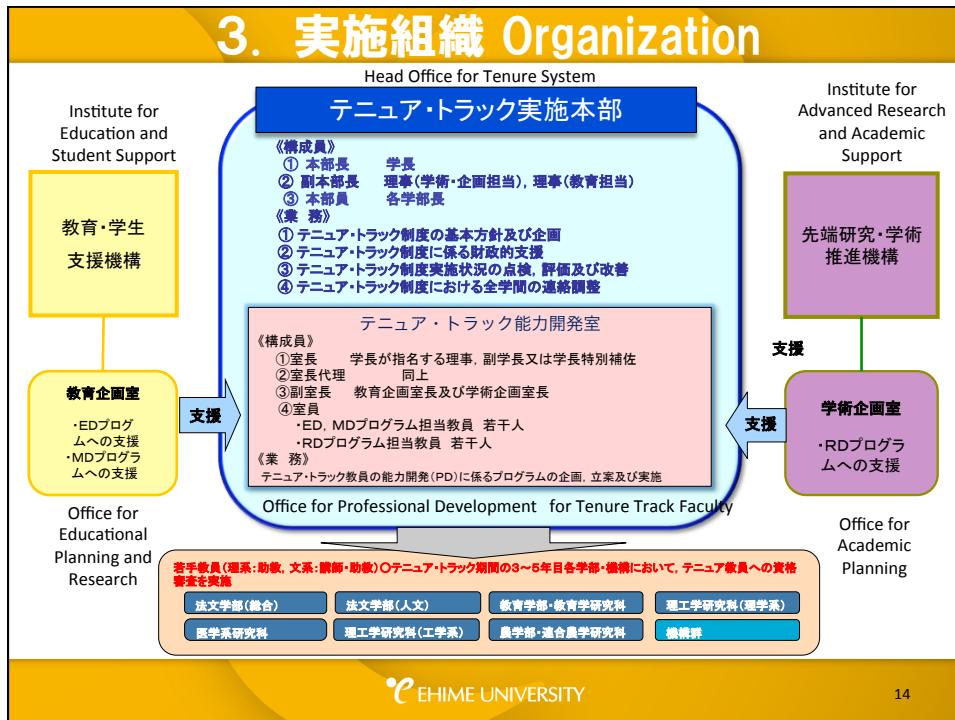 3. 実施組織 Organization
Head Office for Tenure System
テニュア・トラック実施本部
《構成員》
① 本部長 学長
② 副本部長 理事(学術・企画担当), 理事(教育担当)
③ 本部員 各学部長
《業 務》
① テニュア・トラック制度の基本方針及び企画
② テニュア・トラック制度に係る財政的支援
③ テニュア・トラック制度実施状況の点検, 評価及び改善
④ テニュア・トラック制度における全学間の連絡調整
テニュア・トラック能力開発室
《構成員》
①室長 学長が指名する理事, 副学長又は学長特別補佐
②室長代理 同上
③副室長 教育企画室長及び学術企画室長
④室員
・ED, MDプログラム担当教員 若干人
・RDプログラム担当教員 若干人
《業 務》
テニュア・トラック教員の能力開発(PD)に係るプログラムの企画, 立案及び実施
Office for Professional Development for Tenure Track Faculty
Institute for
Education and
Student Support
教育・学生
支援機構
教育企画室
・EDプログ
ムへの支援
・MDプログラ
ムへの支援
Office for
Educational
Planning and
Research
支援
Institute for
Advanced Research
and Academic
Support
先端研究・学術
推進機構
支援
学術企画室
・RDプログラ
ムへの支援
Office for
Academic
Planning
支援
若手教員(理系:助教, 文系:講師・助教)○テニュア・トラック期間の3~5年目各学部・機構において, テニュア教員への資格
審査を実施
法文学部(総合) 法文学部(人文) 教育学部・教育学研究科 理工学研究科(理学系)
医学系研究科 理工学研究科(工学系) 農学部・連合農学研究科 機構群
EHIME UNIVERSITY
14